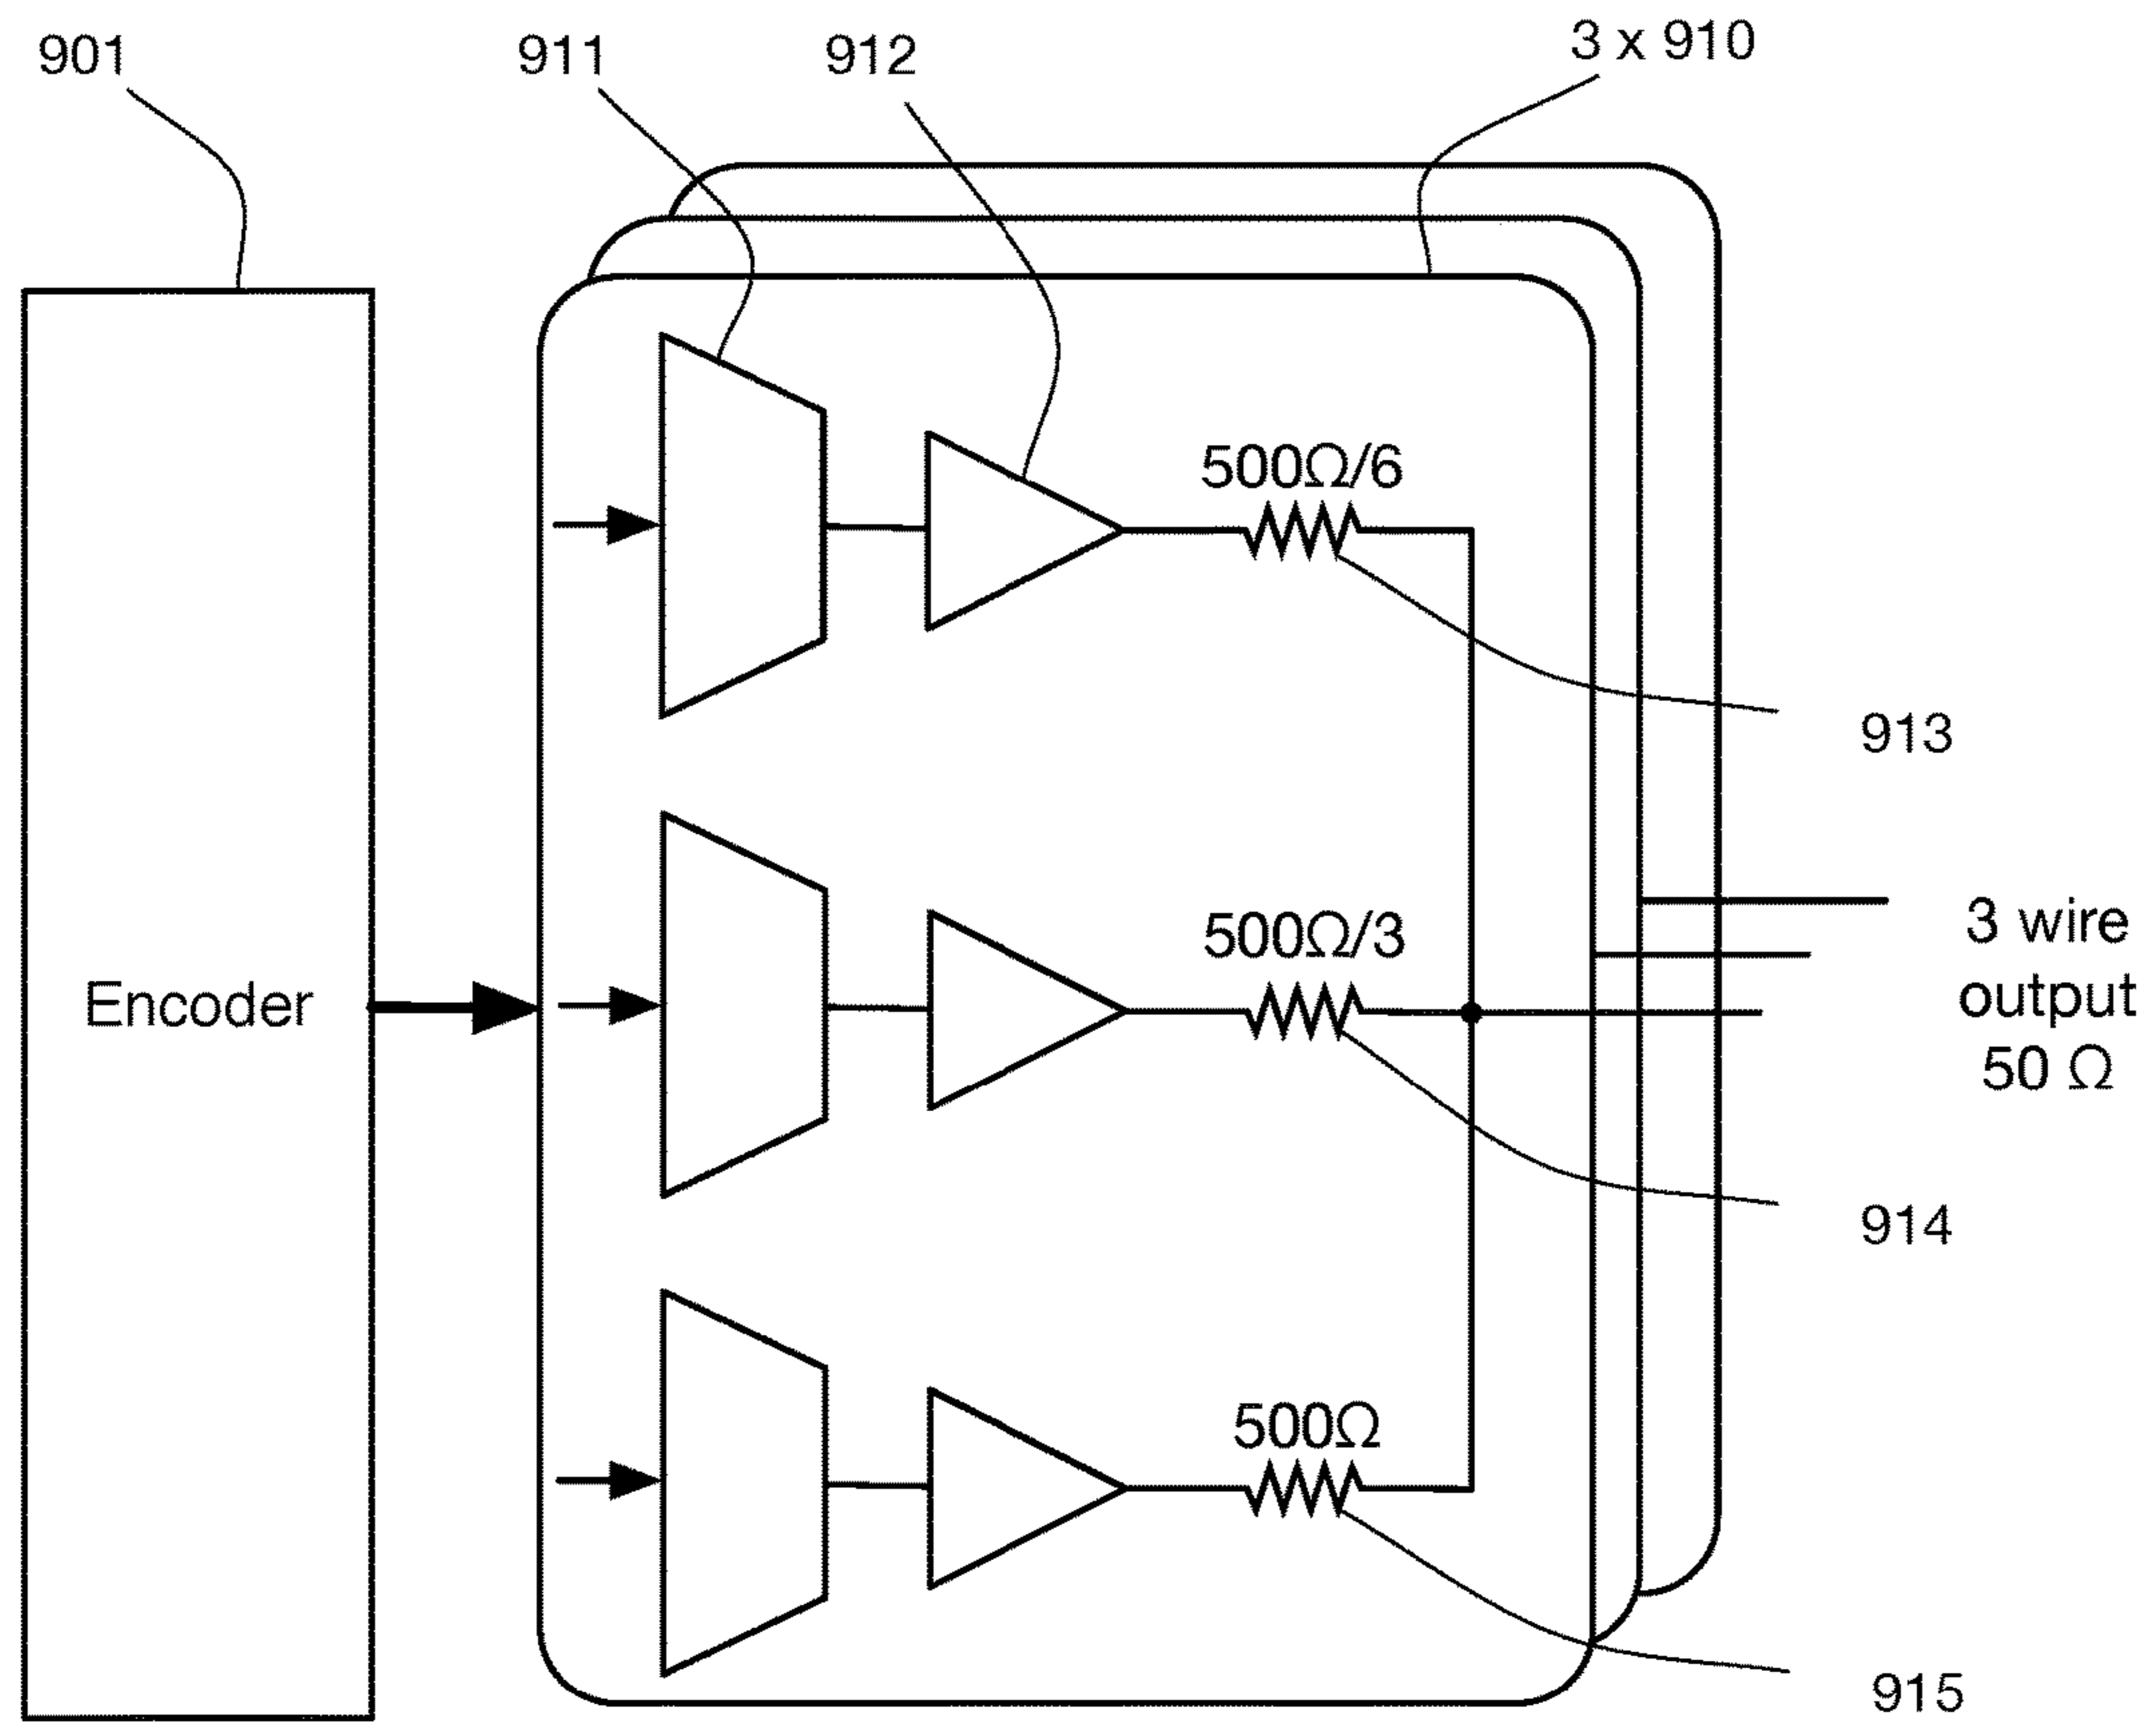 901
911
912
3 x 910
500Ω/6
913
500Ω/3
3 wire
output
50 Ω
Encoder
914
500Ω
915